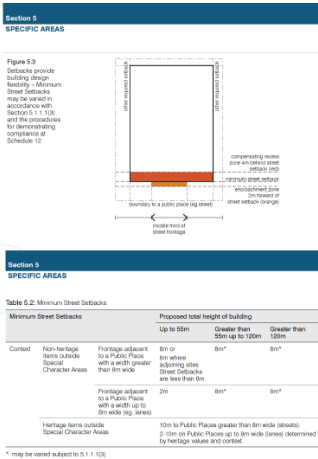 Section 5
SPECIFIC AREAS
Figure 5.3
Setbacks provide
building design
flexibility – Minimum
Street Setbacks
may be varied in
accordance with
Section 5.1.1.1(3)
and the procedures
for demonstrating
compliance at
Schedule 12
other required setback
other required setback
compensating recess
zone 4m behind street
setback (red)
minimum street setback
encroachment zone
2m forward of
street setback (orange)
boundary to a public place (eg street)
middle third of
street frontage
Section 5
SPECIFIC AREAS
Table 5.2: Minimum Street Setbacks
Minimum Street Setbacks Proposed total height of building
Up to 55m Greater than Greater than
55m up to 120m 120m
Context Non-heritage Frontage adjacent 8m or 8m* 8m*
items outside to a Public Place 6m where
Special with a width greater adjoining sites
Character Areas than 8m wide Street Setbacks
are less than 6m
Frontage adjacent 2m 8m* 8m*
to a Public Place
with a width up to
8m wide (eg. lanes)
Heritage items outside 10m to Public Places greater than 8m wide (streets).
Special Character Areas 2-10m on Public Places up to 8m wide (lanes) determined
by heritage values and context.
* may be varied subject to 5.1.1.1(3)